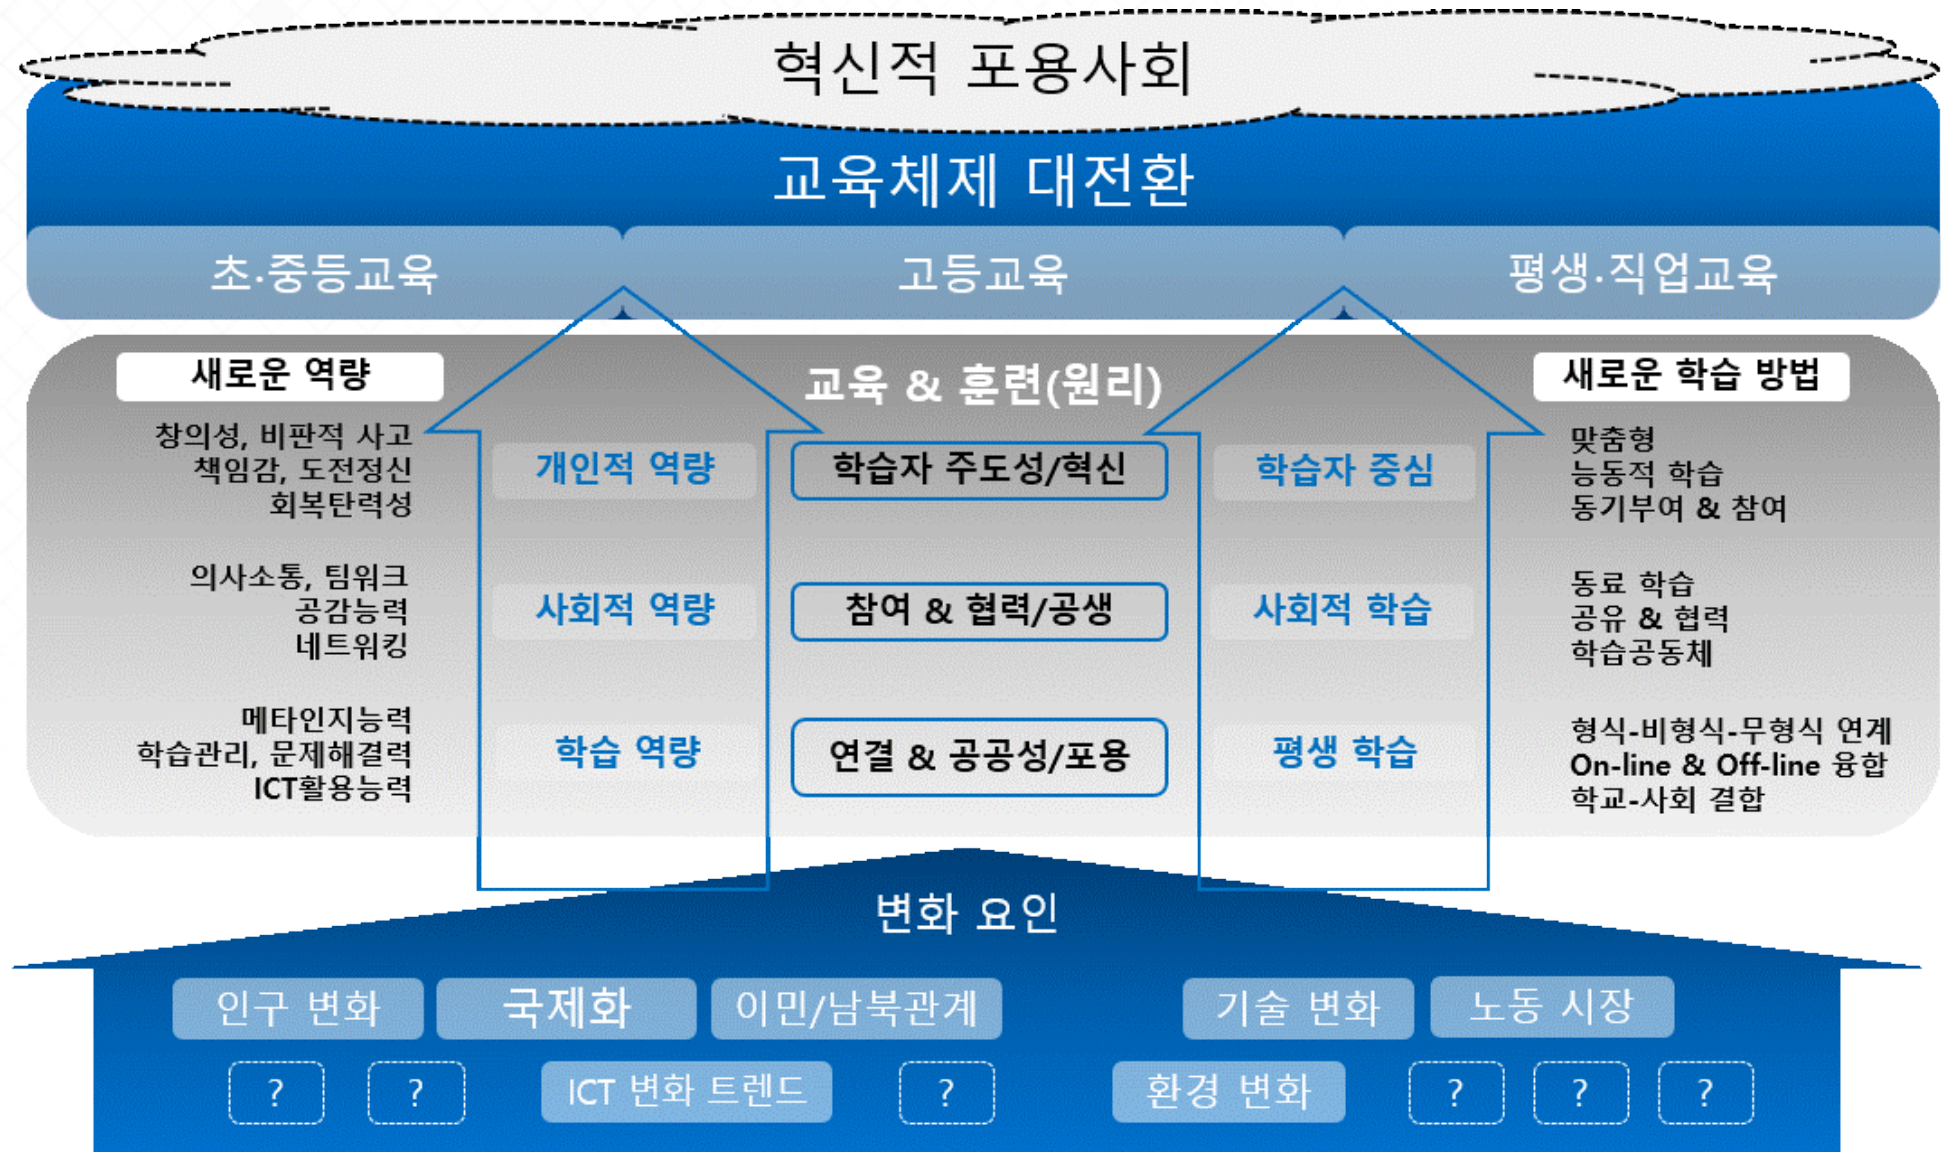 혁신적 포용사회
교육체제 대전환
초·중등교육
고등교육
평생·직업교육
새로운 역량
교육 & 훈련(원리)
새로운 학습 방법
창의성, 비판적 사고
책임감, 도전정신
회복탄력성
개인적 역량
학습자 주도성/혁신
학습자 중심
맞춤형
능동적 학습
동기부여 & 참여
의사소통, 팀워크
공감능력
네트워킹
사회적 역량
참여 & 협력/공생
사회적 학습
동료 학습
공유 & 협력
학습공동체
메타인지능력
학습관리, 문제해결력
ICT활용능력
학습 역량
연결 & 공공성/포용
평생 학습
형식-비형식-무형식 연계
On-line & Off-line 융합
학교-사회 결합
변화 요인
인구 변화
국제화
이민/남북관계
기술 변화
노동 시장
?
?
ICT 변화 트렌드
?
환경 변화
?
?
?